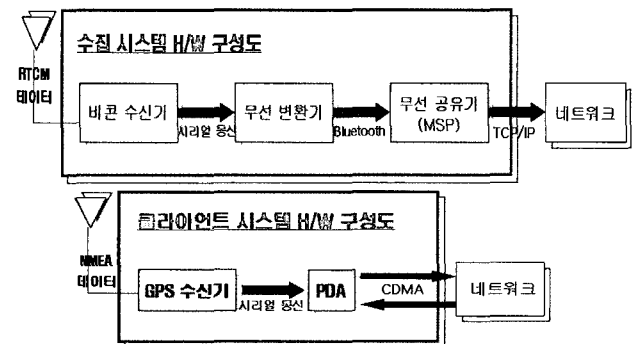 수집 시스템 H/W 구성도
RTCM
데이터
비콘 수신기
시리얼 통신
무선 변환기
Bluetooth
무선 공유기
(MSP)
TCP/IP
네트워크
클라이언트 시스템 H/W 구성도
NMEA
데이터
GPS 수신기
시리얼 통신
PDA
CDMA
네트워크